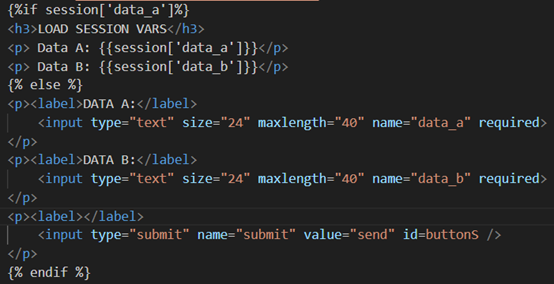 {%if session['data_a']%}
<h3>LOAD SESSION VARS</h3>
<p> Data A: {{session['data_a']}}</p>
<p> Data B: {{session['data_b']}}</p>
{% else %}
<p><label>DATA A:</label>
<input type="text" size="24" maxlength="40" name="data_a" required>
</p>
<p><label>DATA B:</label>
<input type="text" size="24" maxlength="40" name="data_b" required>
</p>
<p><label></label>
<input type="submit" name="submit" value="send" id=buttonS />
</p>
{% endif %}